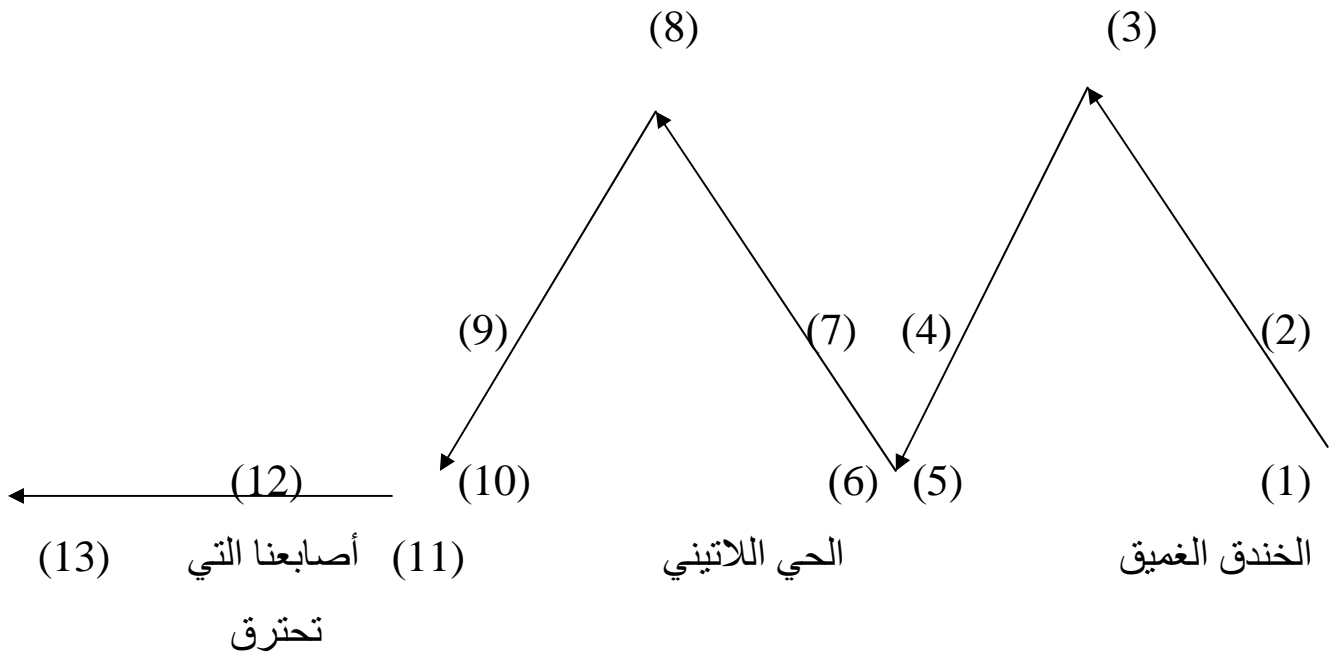 (3) (8)
(2) (4) (7) (9)
(1) (5) (6) (10) (12)
الخندق الغميق الحي اللاتيني (11) أصابعنا التي (13)
تحترق